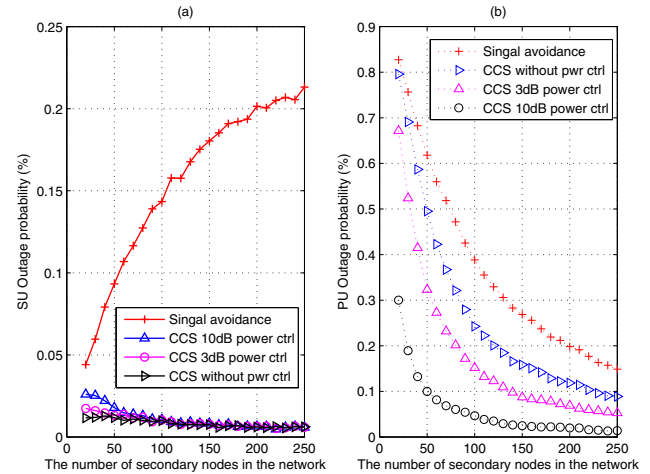 (a)
SU Outage probability (%)
0.25
0.2
0.15
0.1
0.05
0
0
50
100
150
200
250
The number of secondary nodes in the network
Singal avoidance
CCS 10dB power ctrl
CCS 3dB power ctrl
CCS without pwr ctrl
(b)
PU Outage probability (%)
0.9
0.8
0.7
0.6
0.5
0.4
0.3
0.2
0.1
0
0
50
100
150
200
250
The number of secondary nodes in the network
Singal avoidance
CCS without pwr ctrl
CCS 3dB power ctrl
CCS 10dB power ctrl